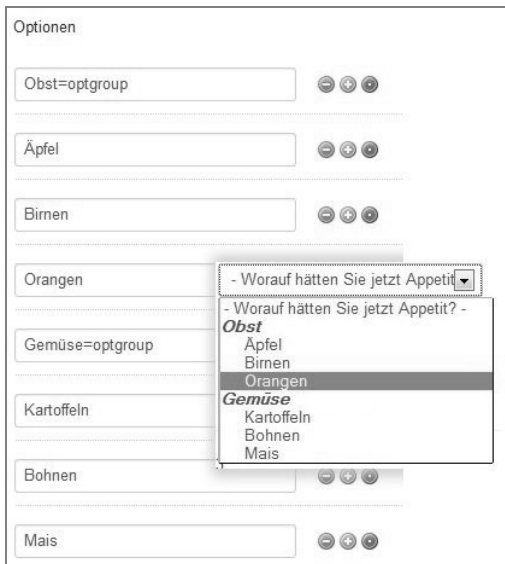 Optionen
Obst=optgroup
Äpfel
Birnen
Orangen
Gemüse=optgroup
Kartoffeln
Bohnen
Mais
- Worauf hätten Sie jetzt Appetit
- Worauf hätten Sie jetzt Appetit? -
Obst
Äpfel
Birnen
Orangen
Gemüse
Kartoffeln
Bohnen
Mais